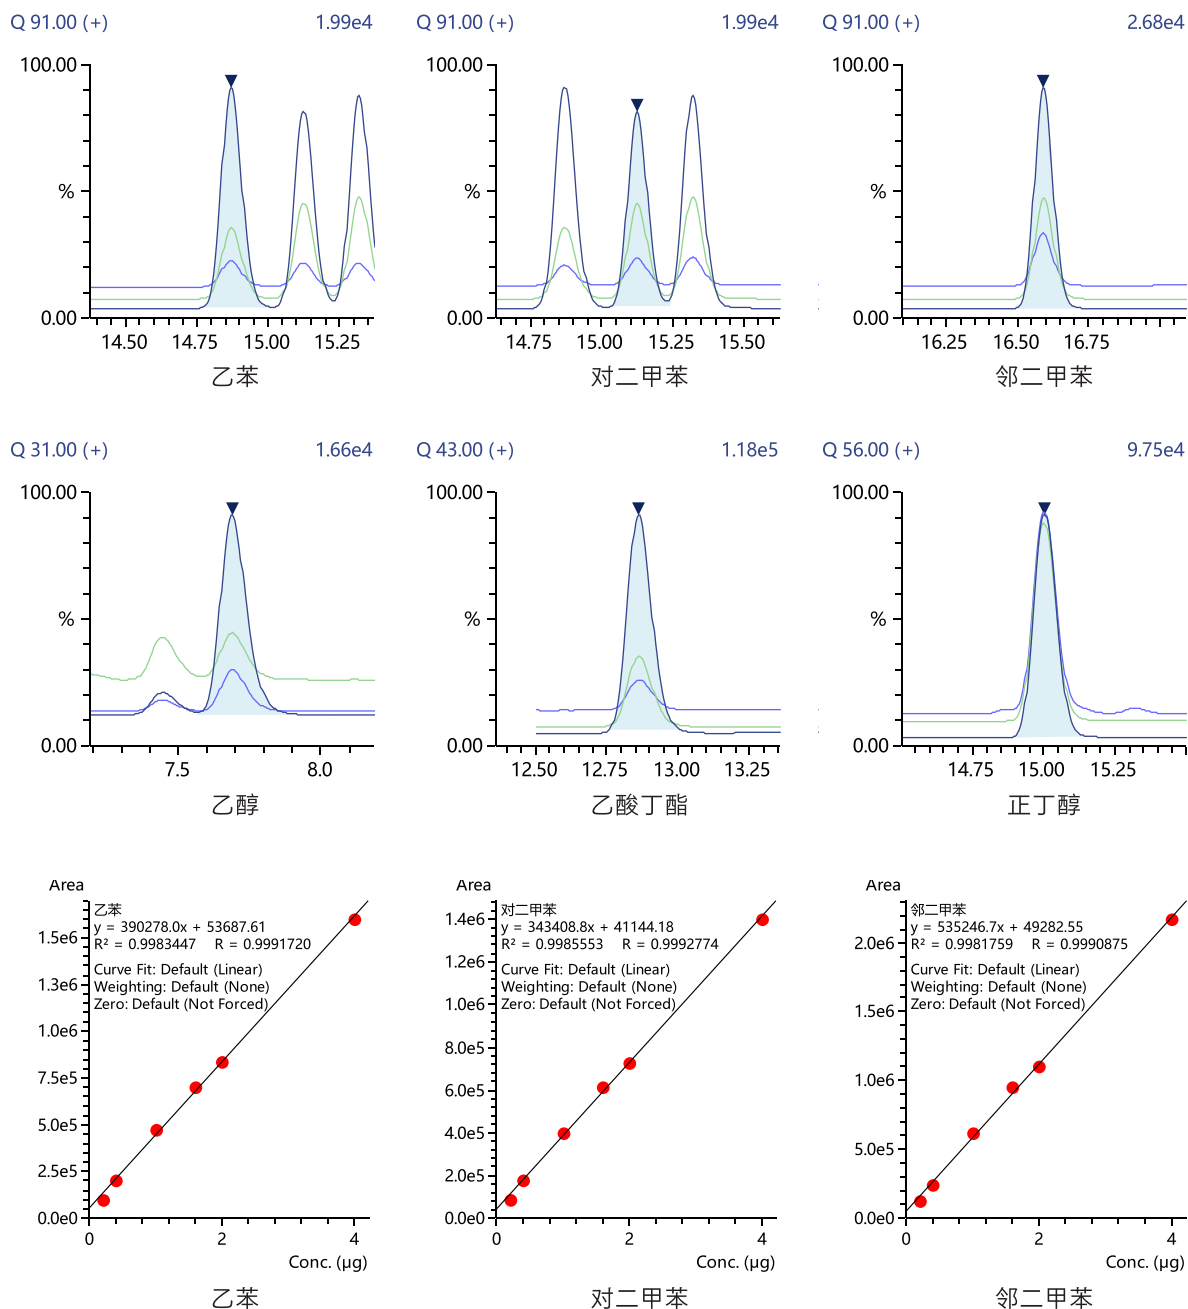 Q 91.00 (+) 1.99e4 Q 91.00 (+) 1.99e4 Q 91.00 (+) 2.68e4
100.00 100.00 100.00
% % %
0.00 0.00 0.00
14.50 14.75 15.00 15.25 14.75 15.00 15.25 15.50 16.25 16.50 16.75
乙苯 对二甲苯 邻二甲苯
Q 31.00 (+) 1.66e4 Q 43.00 (+) 1.18e5 Q 56.00 (+) 9.75e4
100.00 100.00 100.00
% % %
0.00 0.00 0.00
7.5 8.0 12.50 12.75 13.00 13.25 14.75 15.00 15.25
乙醇 乙酸丁酯 正丁醇
Area
乙苯
y = 390278.0x + 53687.61
R² = 0.9983447 R = 0.9991720
Curve Fit: Default (Linear)
Weighting: Default (None)
Zero: Default (Not Forced)
1.5e6
1.3e6
1.0e6
7.5e5
5.0e5
2.5e5
0.0e0
0 2 4
Conc. (μg)
乙苯
Area
对二甲苯
y = 343408.8x + 41144.18
R² = 0.9985553 R = 0.9992774
Curve Fit: Default (Linear)
Weighting: Default (None)
Zero: Default (Not Forced)
1.4e6
1.2e6
1.0e6
8.0e5
6.0e5
4.0e5
2.0e5
0.0e0
0 2 4
Conc. (μg)
对二甲苯
Area
邻二甲苯
y = 535246.7x + 49282.55
R² = 0.9981759 R = 0.9990875
Curve Fit: Default (Linear)
Weighting: Default (None)
Zero: Default (Not Forced)
2.0e6
1.5e6
1.0e6
5.0e5
0.0e0
0 2 4
Conc. (μg)
邻二甲苯